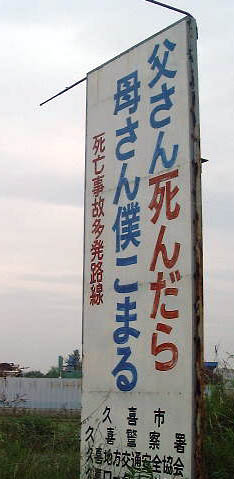 父さん死んだら
母さん僕こまる
死亡事故多発路線
久喜市
久喜警察署
久喜地方交通安全協会